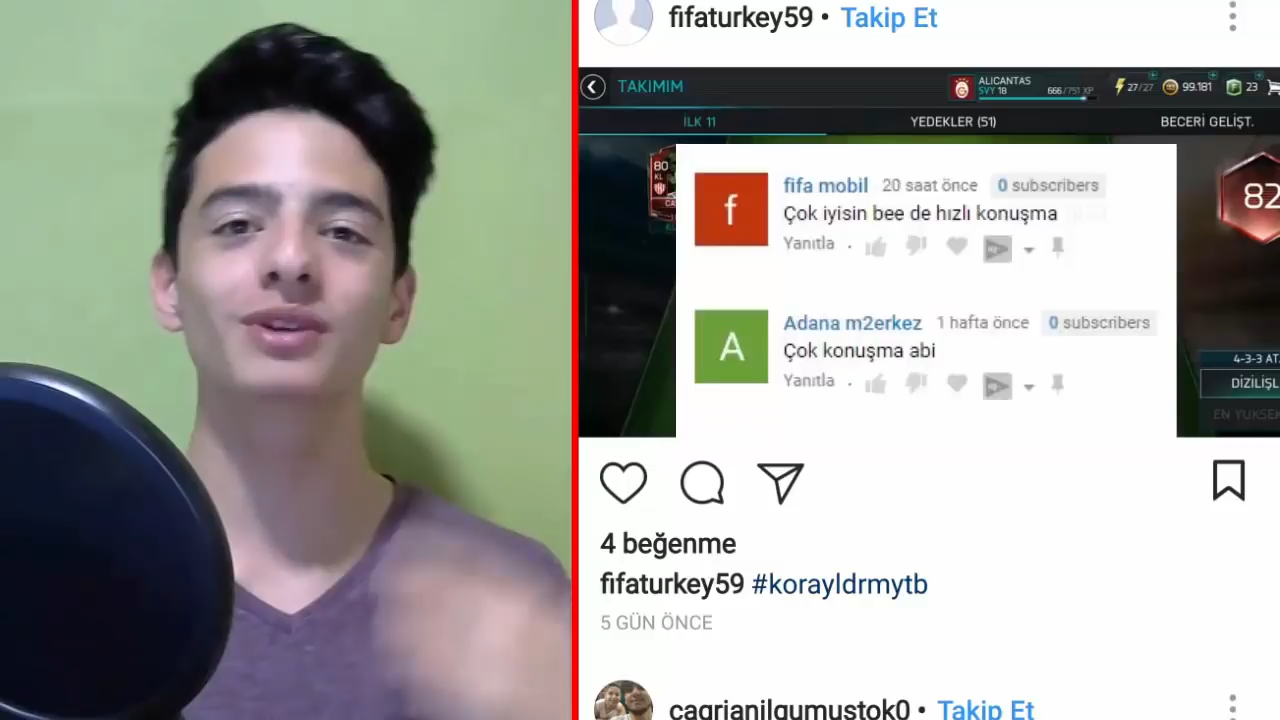 fifaturkey59 • Takip Et
TAKIMIM
ALICANTAS
SVY 18
666/751 XP
27/27
99.181
23
İLK 11
YEDEKLER (51)
BECERİ GELİŞT.
80
KL
82
fifa mobil 20 saat önce 0 subscribers
Çok iyisin bee de hızlı konuşma
Yanıtla
Adana m2erkez 1 hafta önce 0 subscribers
Çok konuşma abi
Yanıtla
f
A
4-3-3 AT
DİZİLİŞL
EN YUKSEK
4 beğenme
fifaturkey59 #korayldrmytb
5 GÜN ÖNCE
cagrianilgumustok0 • Takip Et